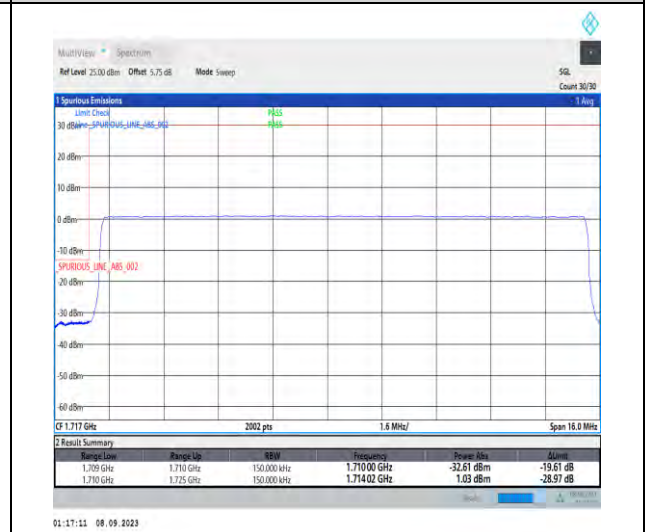 MultiView Spectrum
Ref Level 25.00 dBm Offset 5.75 dB Mode Sweep SGL
Count 30/30
1 Spurious Emissions 1 Avg
Limit Check PASS
30 dBm _SPURIOUS_LINE_ABS_002 PASS
20 dBm
10 dBm
0 dBm
-10 dBm
_SPURIOUS_LINE_ABS_002
-20 dBm
-30 dBm
-40 dBm
-50 dBm
-60 dBm
CF 1.717 GHz 2002 pts 1.6 MHz/ Span 16.0 MHz
2 Result Summary
Range Low Range Up RBW Frequency Power Abs ΔLimit
1.709 GHz 1.710 GHz 150.000 kHz 1.71000 GHz -32.61 dBm -19.61 dB
1.710 GHz 1.725 GHz 150.000 kHz 1.71402 GHz 1.03 dBm -28.97 dB
01:17:11 08.09.2023